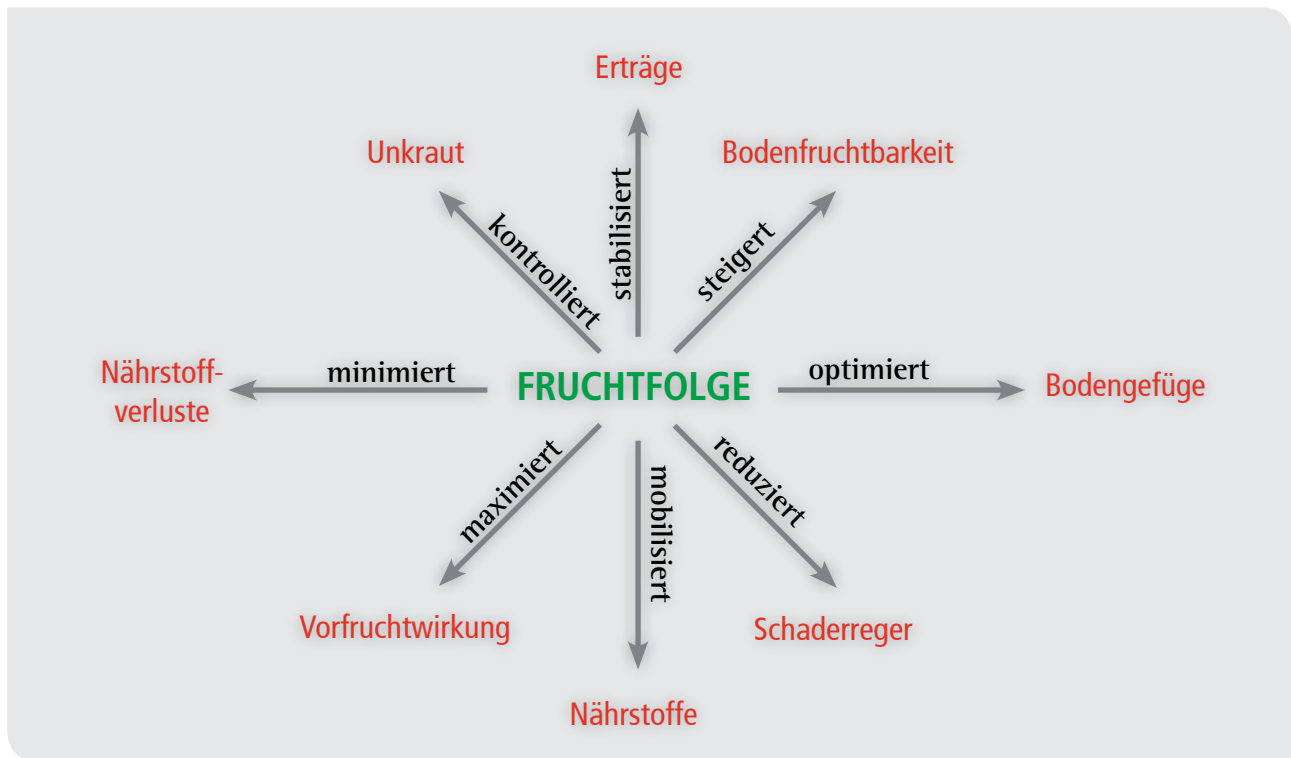 Erträge
Unkraut
Bodenfruchtbarkeit
kontrolliert
stabilisiert
steigert
Nährstoff-
verluste
minimiert
FRUCHTFOLGE
optimiert
Bodengefüge
maximiert
mobilisiert
reduziert
Vorfruchtwirkung
Schaderreger
Nährstoffe